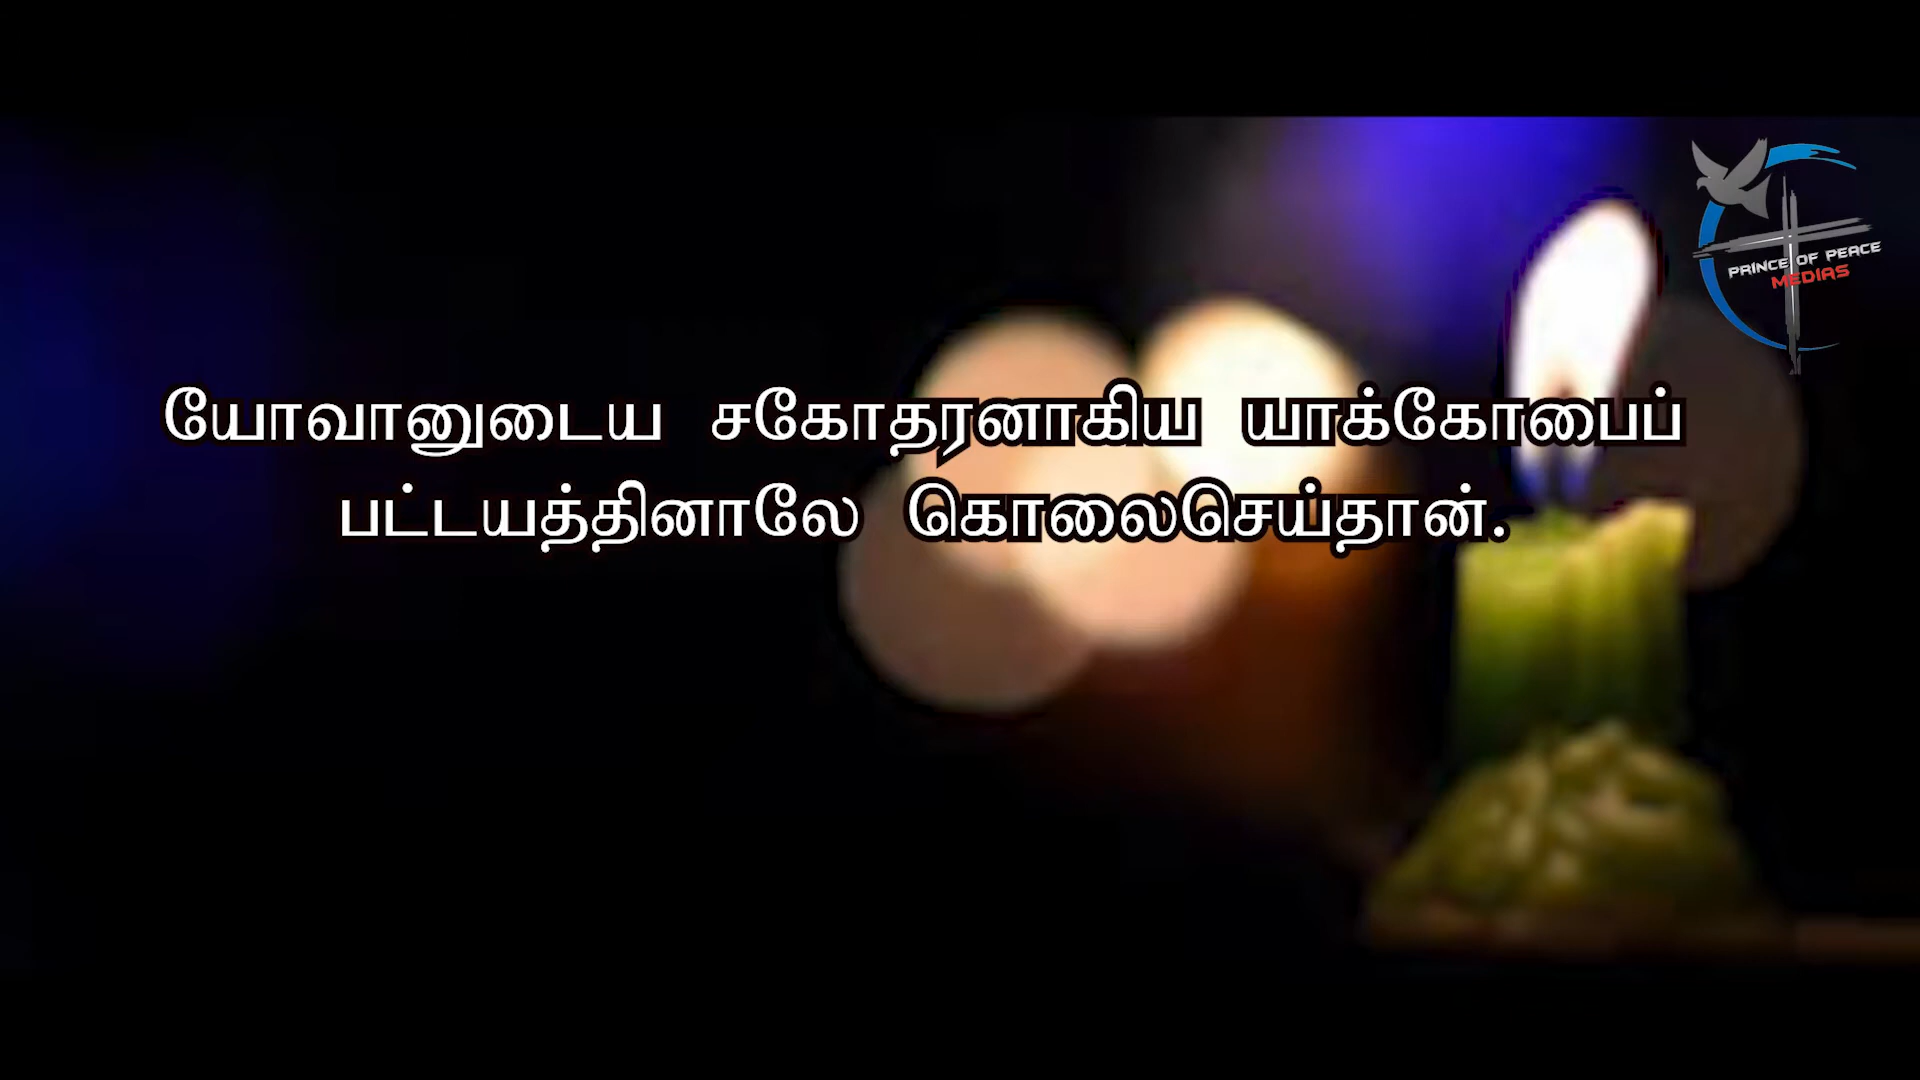 யோவானுடைய சகோதரனாகிய யாக்கோபைப்
பட்டயத்தினாலே கொலைசெய்தான்.
PRINCE OF PEACE
MEDIAS